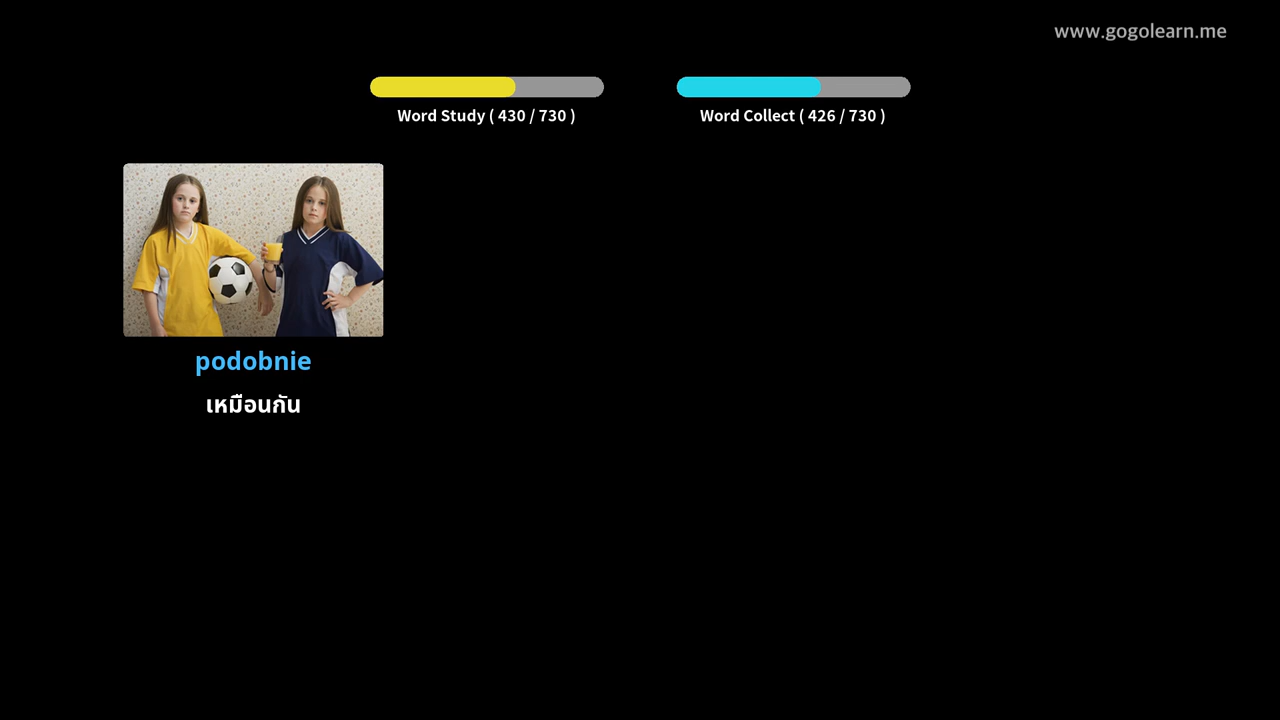 www.gogolearn.me
Word Study ( 430 / 730 )
Word Collect ( 426 / 730 )
podobnie
เหมือนกัน